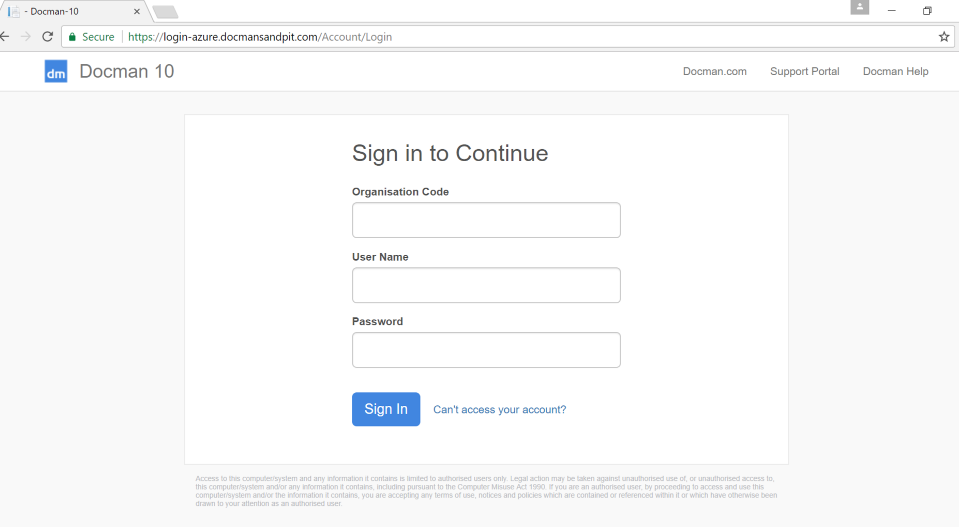 - Docman-10
Secure
https://login-azure.docmansandpit.com/Account/Login
dm
Docman 10
Docman.com Support Portal Docman Help
Sign in to Continue
Organisation Code
User Name
Password
Sign In
Can't access your account?
Access to this computer/system and any information it contains is limited to authorised users only. Legal action may be taken against unauthorised use of, or unauthorised access to,
this computer/system and/or any information it contains, including pursuant to the Computer Misuse Act 1990. If you are an authorised user, by proceeding to access and use this
computer/system and/or the information it contains, you are accepting any terms of use, notices and policies which are contained or referenced within it or which have otherwise been
drawn to your attention as an authorised user.